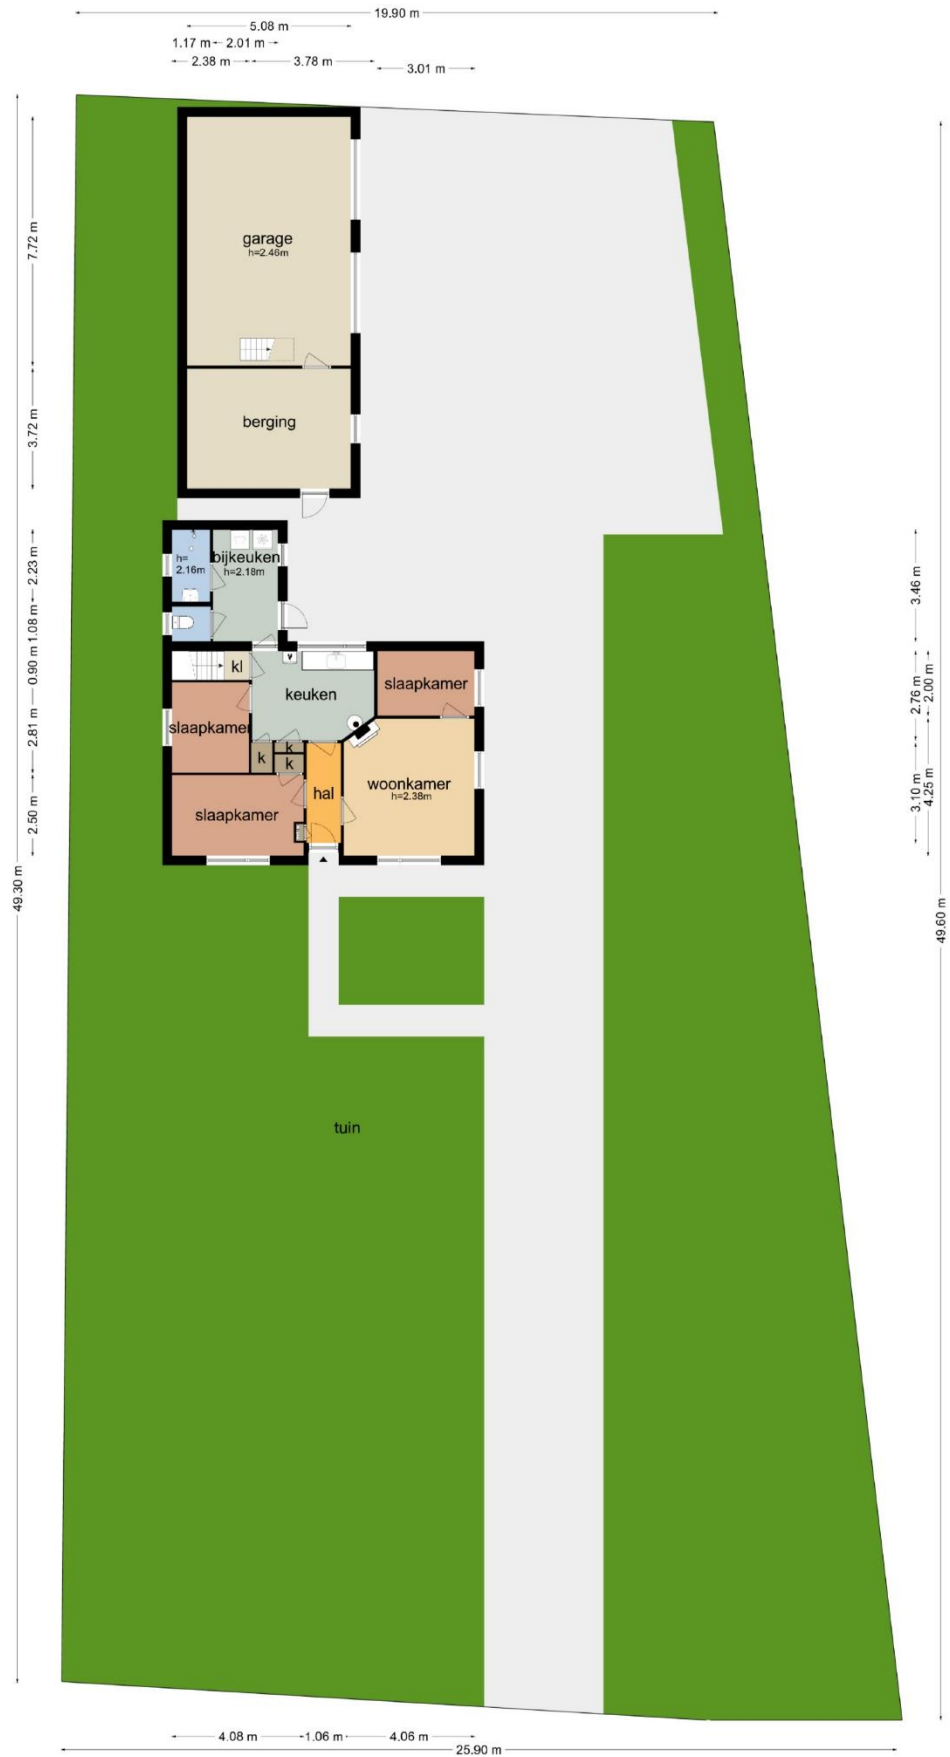 19.90 m
5.08 m
1.17 m
2.01 m
2.38 m
3.78 m
3.01 m
garage
h=2.46m
berging
bijkeuken
h=2.18m
h=
2.16m
kl
keuken
slaapkamer
slaapkamer
k
k
k
hal
woonkamer
h=2.38m
slaapkamer
tuin
7.72 m
3.72 m
2.23 m
1.08 m
0.90 m
2.81 m
2.50 m
49.30 m
3.46 m
2.00 m
2.76 m
4.25 m
3.10 m
49.60 m
4.08 m
1.06 m
4.06 m
25.90 m